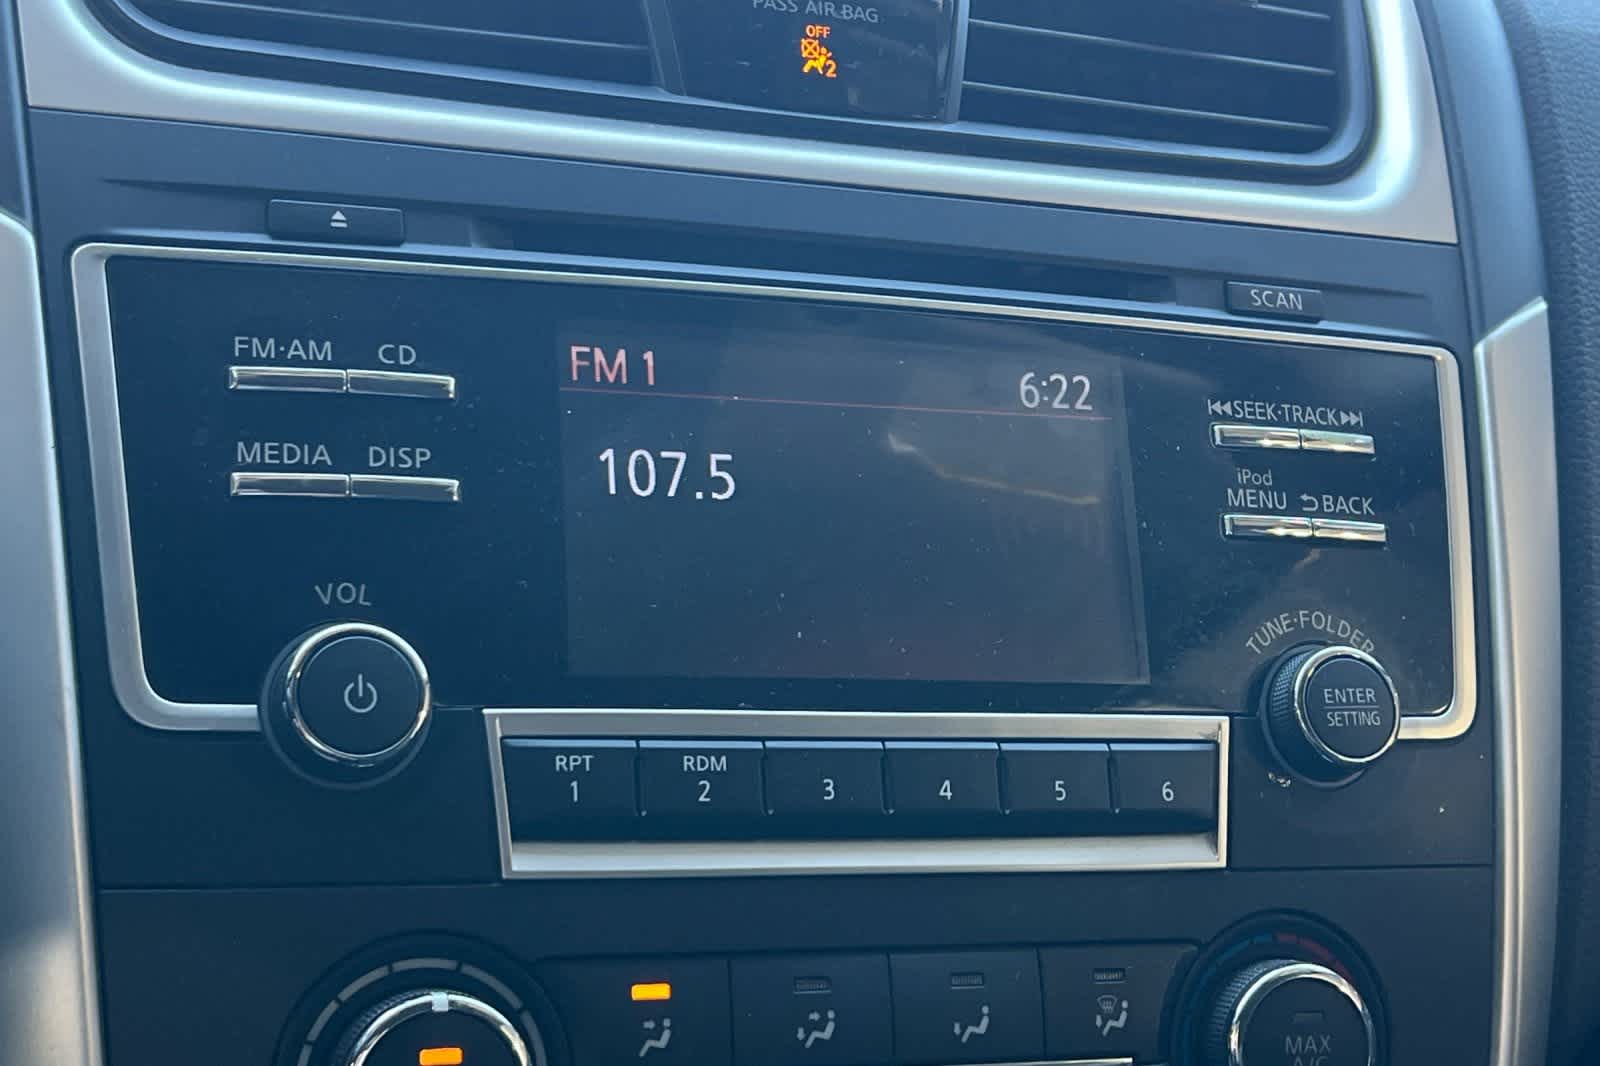 PASS AIR BAG
OFF
2
SCAN
FM·AM CD
FM 1 6:22
SEEK·TRACK
MEDIA DISP
107.5
iPod
MENU BACK
VOL
TUNE·FOLDER
ENTER
SETTING
RPT RDM
1 2 3 4 5 6
MAX
A/C